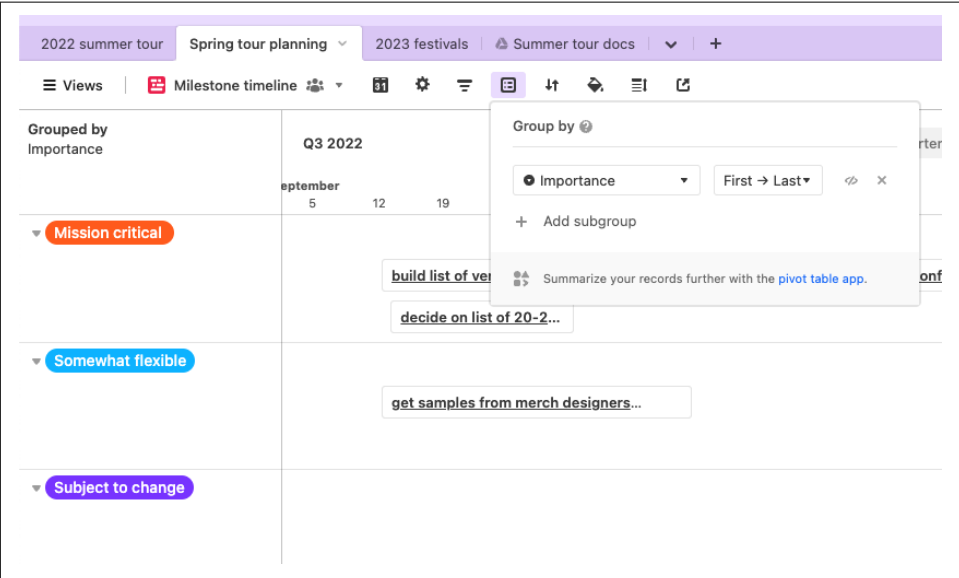 2022 summer tour
Spring tour planning
2023 festivals
Summer tour docs
Views
Milestone timeline
31
Grouped by
Importance
Q3 2022
eptember
5 12 19
Group by
rter
Importance
First → Last
Add subgroup
Summarize your records further with the pivot table app.
Mission critical
build list of ve
onf
decide on list of 20-2...
Somewhat flexible
get samples from merch designers...
Subject to change